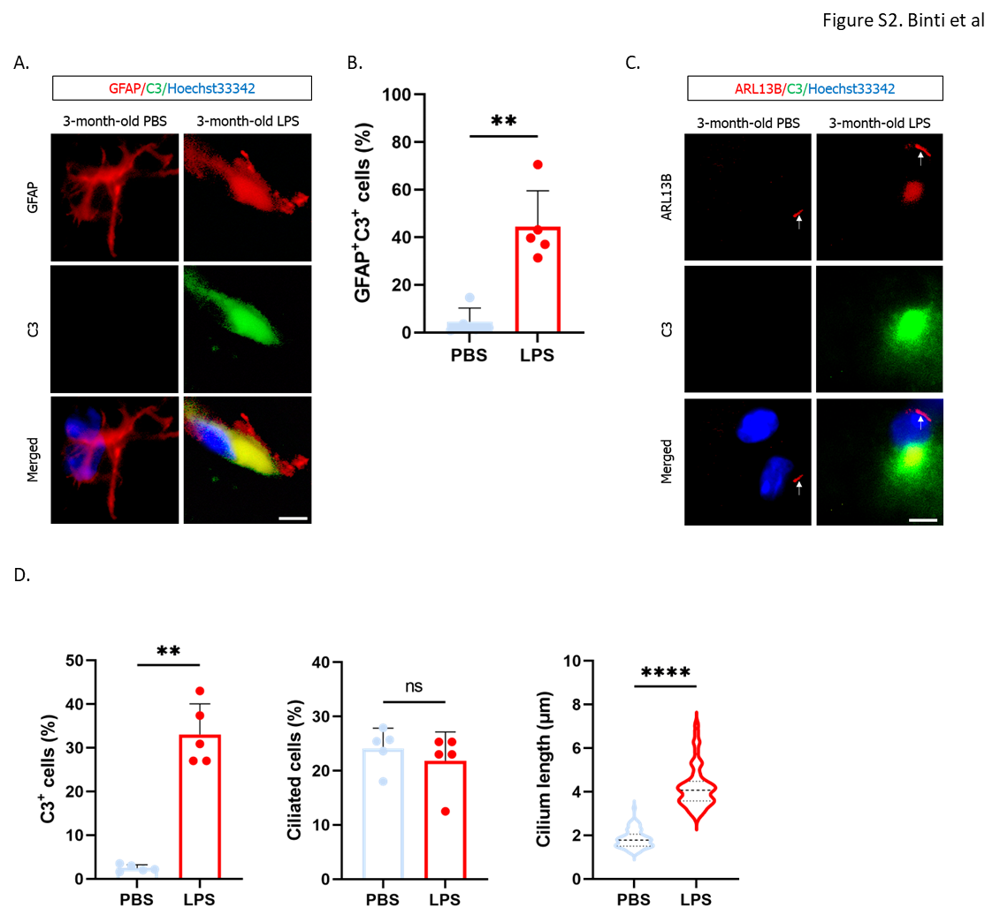 Figure S2. Binti et al
A.
GFAP/C3/Hoechst33342
3-month-old PBS
3-month-old LPS
GFAP
C3
Merged
B.
GFAP⁺C3⁺ cells (%)
100
80
60
40
20
0
**
PBS
LPS
C.
ARL13B/C3/Hoechst33342
3-month-old PBS
3-month-old LPS
ARL13B
C3
Merged
D.
C3⁺ cells (%)
50
40
30
20
10
0
**
PBS
LPS
Ciliated cells (%)
40
30
20
10
0
ns
PBS
LPS
Cilium length (µm)
10
8
6
4
2
0
****
PBS
LPS